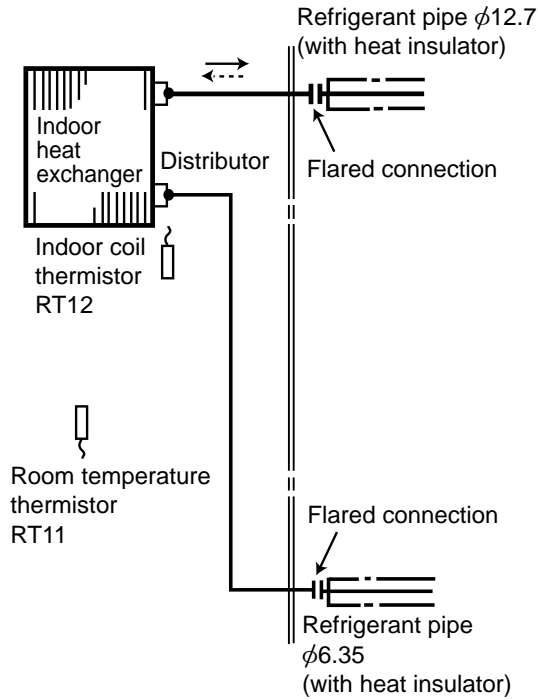 Refrigerant pipe ϕ12.7
(with heat insulator)
Indoor
heat
exchanger
Distributor
Flared connection
Indoor coil
thermistor
RT12
Room temperature
thermistor
RT11
Flared connection
Refrigerant pipe
ϕ6.35
(with heat insulator)